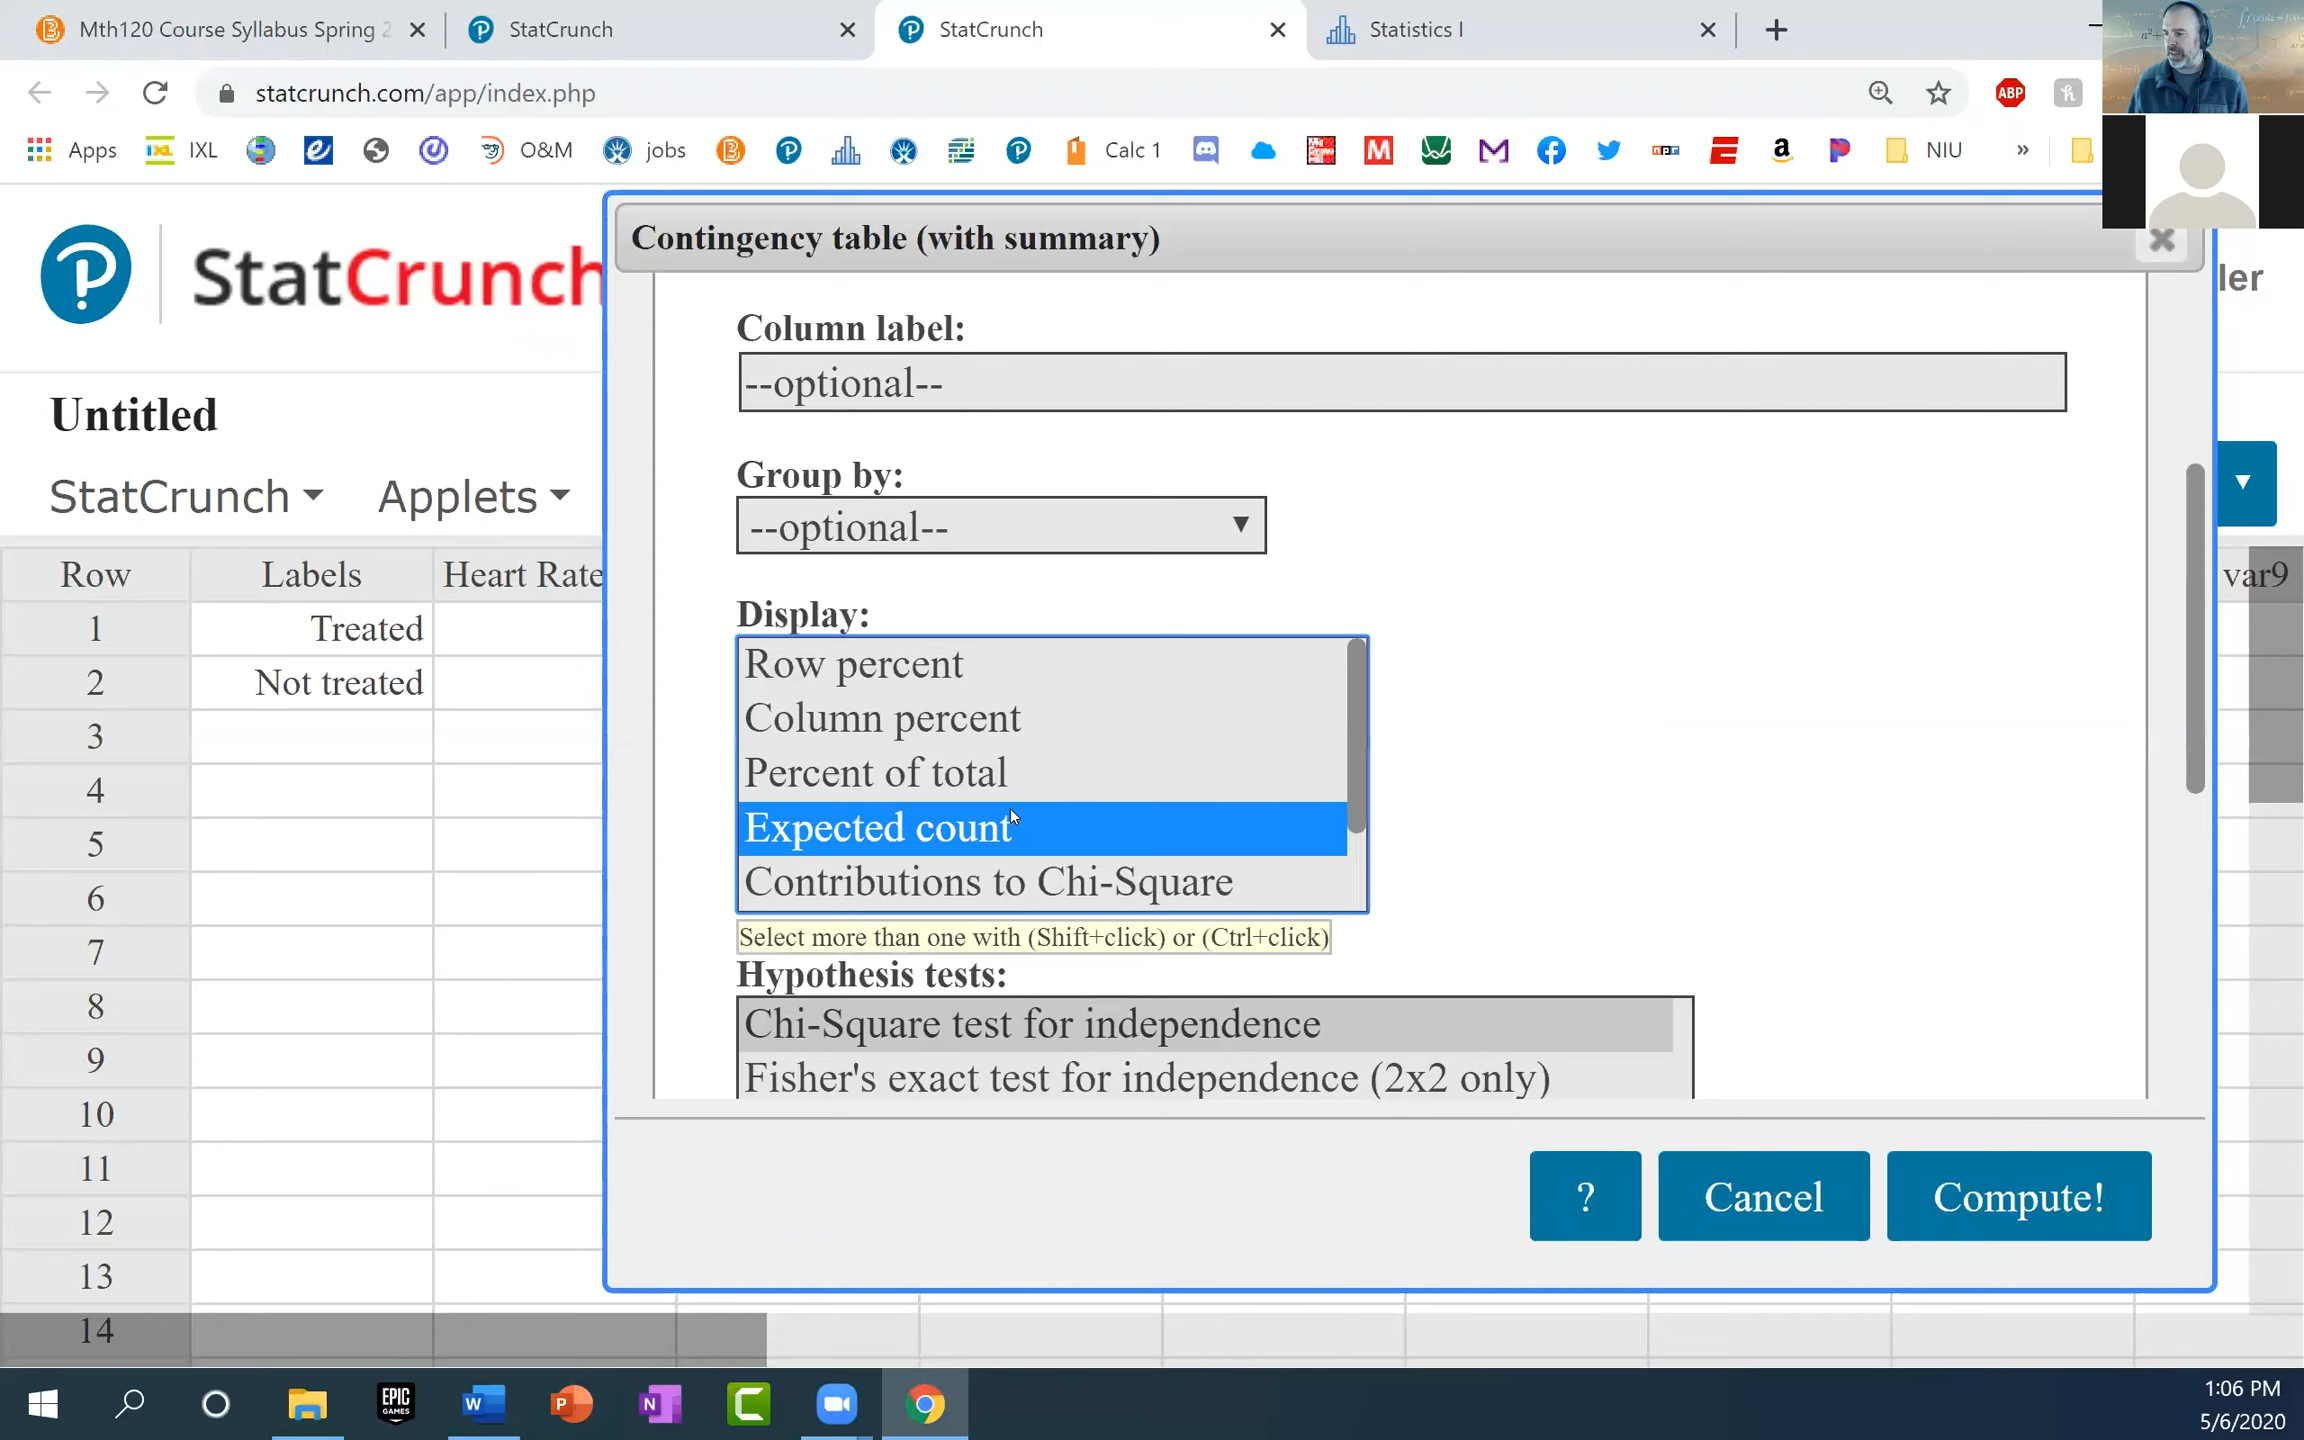 Mth120 Course Syllabus Spring 2
StatCrunch
StatCrunch
Statistics I
statcrunch.com/app/index.php
ABP
Apps
IXL
IXL
O&M
jobs
Calc 1
npr
NIU
»
Contingency table (with summary)
StatCrunch
ler
Column label:
--optional--
Untitled
Group by:
--optional--
StatCrunch
Applets
Row
Labels
Heart Rate
var9
Display:
1
Treated
Row percent
2
Not treated
Column percent
3
Percent of total
4
Expected count
5
Contributions to Chi-Square
6
Select more than one with (Shift+click) or (Ctrl+click)
7
Hypothesis tests:
8
Chi-Square test for independence
9
Fisher's exact test for independence (2x2 only)
10
11
?
Cancel
Compute!
12
13
14
EPIC
GAMES
1:06 PM
5/6/2020